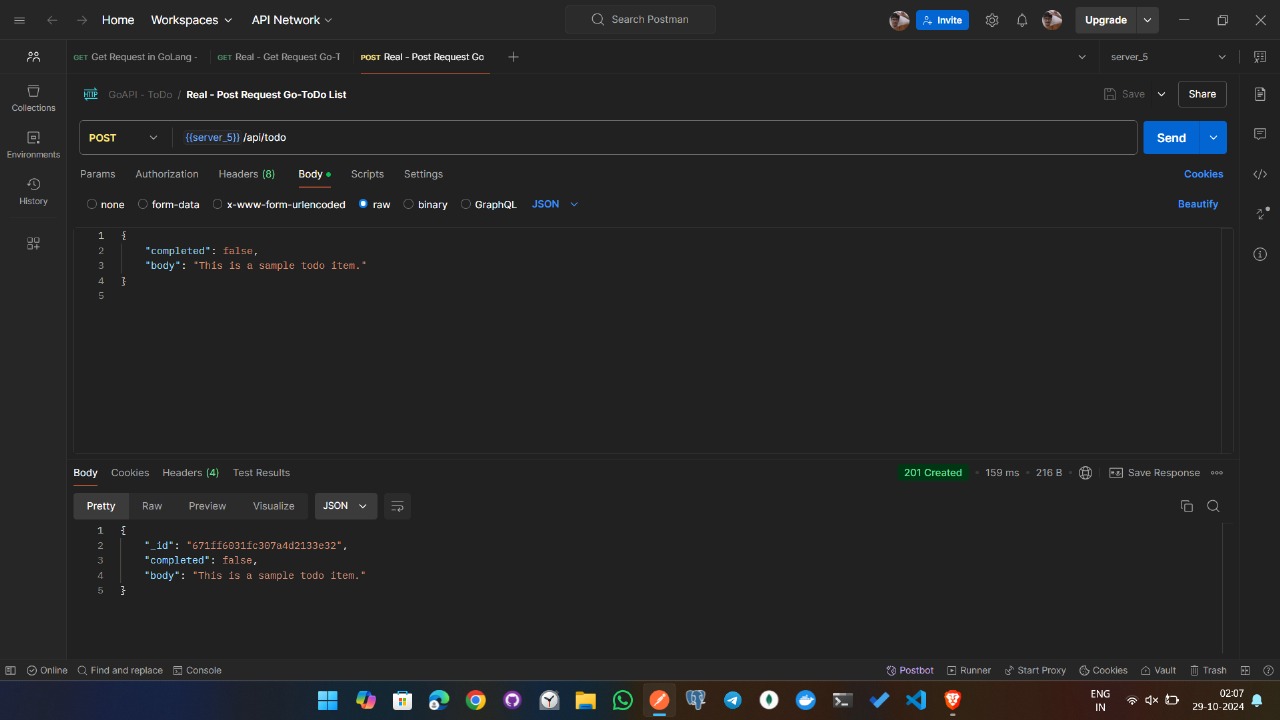 Home Workspaces API Network Search Postman Invite Upgrade
GET Get Request in GoLang - GET Real - Get Request Go-T POST Real - Post Request Go server_5
HTTP GoAPI - ToDo / Real - Post Request Go-ToDo List Save Share
Collections
POST {{server_5}} /api/todo Send
Environments
Params Authorization Headers (8) Body Scripts Settings Cookies
History
none form-data x-www-form-urlencoded raw binary GraphQL JSON Beautify
1 {
2 "completed": false,
3 "body": "This is a sample todo item."
4 }
5
Body Cookies Headers (4) Test Results 201 Created 159 ms 216 B Save Response
Pretty Raw Preview Visualize JSON
1 {
2 "_id": "671ff6031fc307a4d2133e32",
3 "completed": false,
4 "body": "This is a sample todo item."
5 }
Online Find and replace Console Postbot Runner Start Proxy Cookies Vault Trash
ENG 02:07
IN 29-10-2024